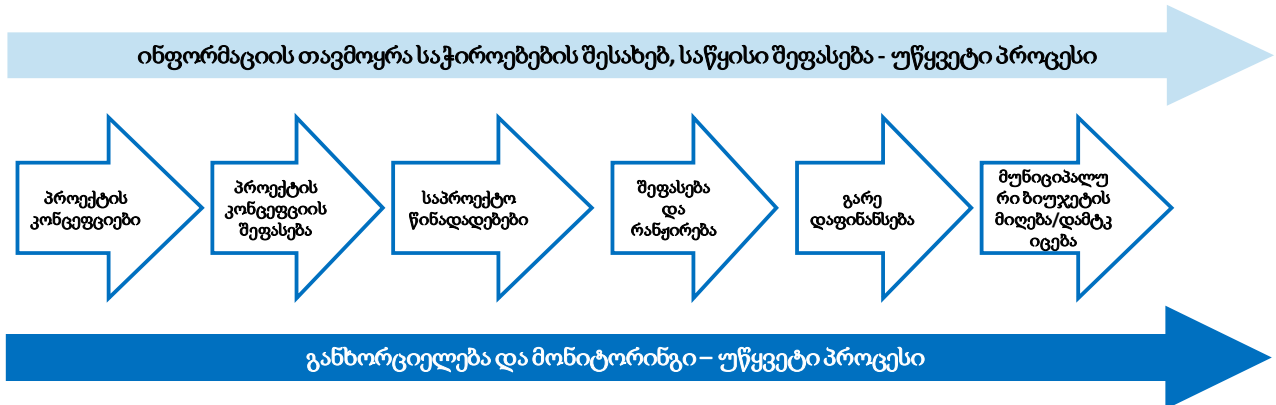 ინფორმაციის თავმოყრა საჭიროებების შესახებ, საწყისი შეფასება - უწყვეტი პროცესი
პროექტის
კონცეფციები
პროექტის
კონცეფციის
შეფასება
საპროექტო
წინადადებები
შეფასება
და
რანჟირება
გარე
დაფინანსება
მუნიციპალუ
რი ბიუჯეტის
მიღება/დამტკ
იცება
განხორციელება და მონიტორინგი – უწყვეტი პროცესი